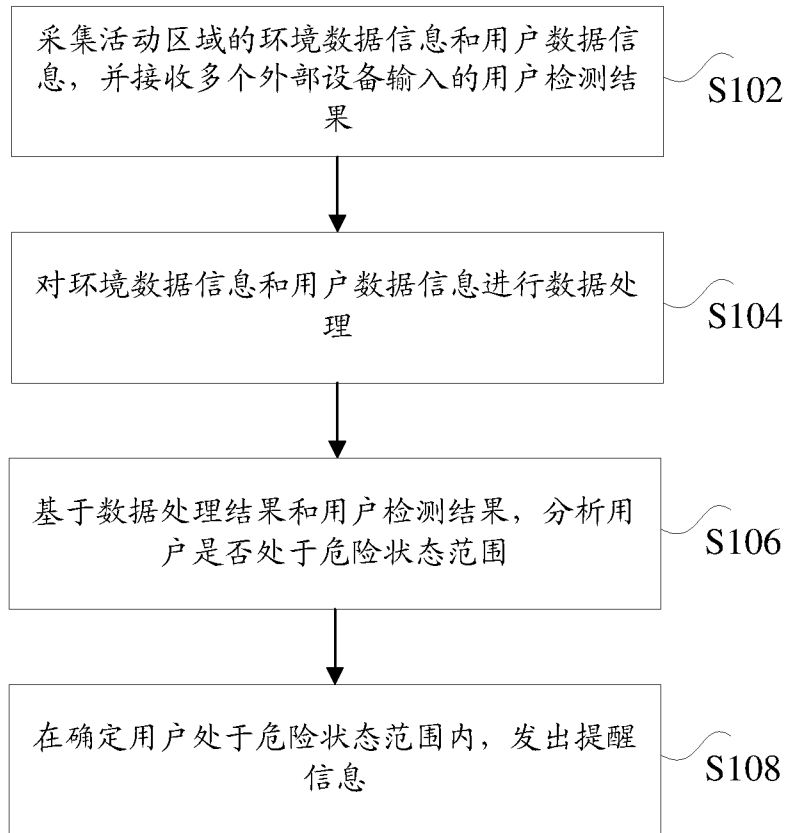 采集活动区域的环境数据信息和用户数据信
息，并接收多个外部设备输入的用户检测结
果
S102
对环境数据信息和用户数据信息进行数据处
理
S104
基于数据处理结果和用户检测结果，分析用
户是否处于危险状态范围
S106
在确定用户处于危险状态范围内，发出提醒
信息
S108